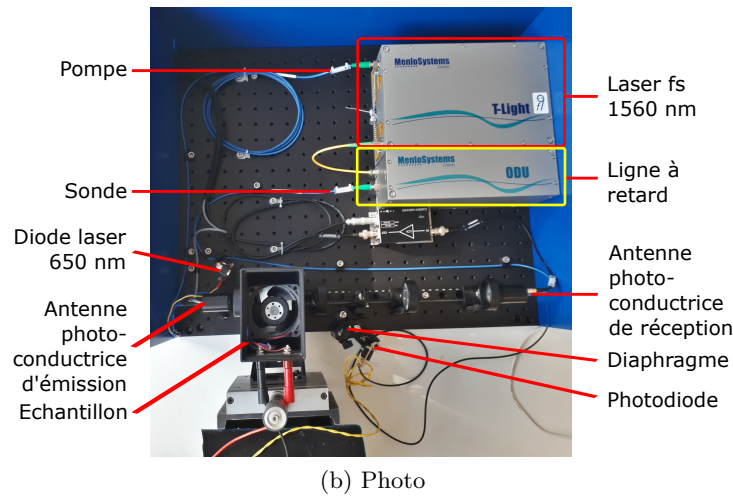 Pompe
Sonde
Diode laser
650 nm
Antenne
photo-
conductrice
d'émission
Echantillon
MenloSystems
T-Light
MenloSystems
ODU
Laser fs
1560 nm
Ligne à
retard
Antenne
photo-
conductrice
de réception
Diaphragme
Photodiode
(b) Photo